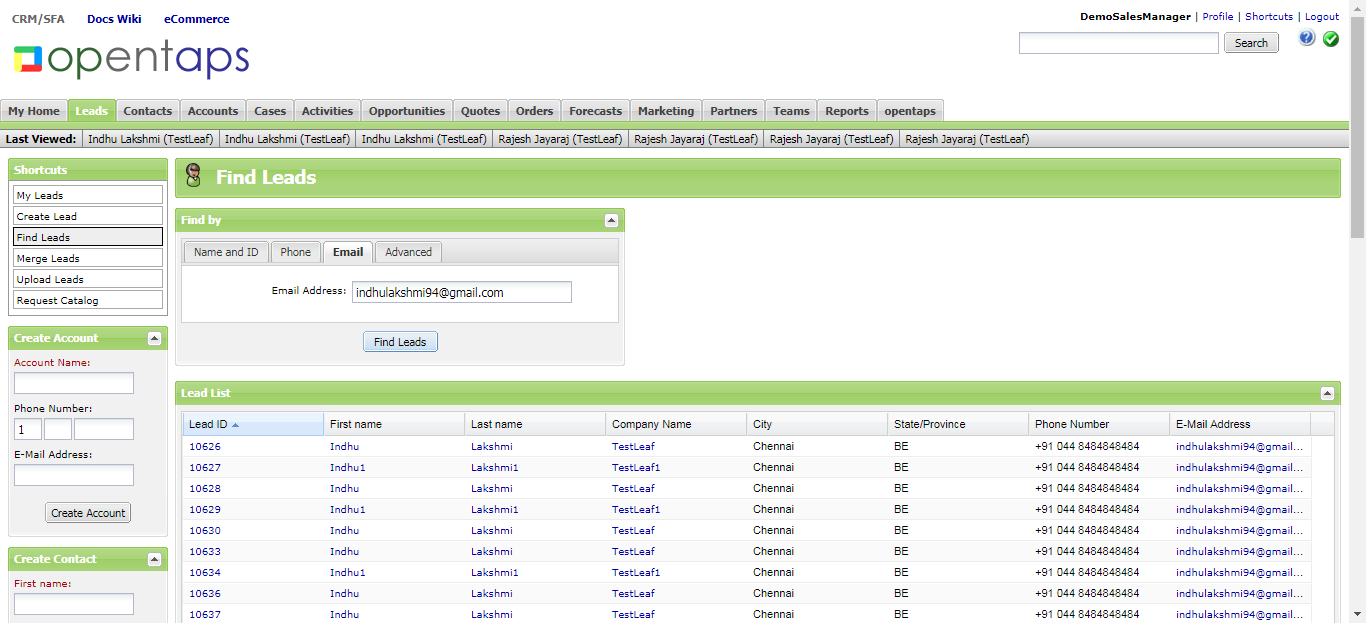 CRM/SFA Docs Wiki eCommerce
DemoSalesManager | Profile | Shortcuts | Logout
opentaps
Search
My Home Leads Contacts Accounts Cases Activities Opportunities Quotes Orders Forecasts Marketing Partners Teams Reports opentaps
Last Viewed: Indhu Lakshmi (TestLeaf) Indhu Lakshmi (TestLeaf) Indhu Lakshmi (TestLeaf) Rajesh Jayaraj (TestLeaf) Rajesh Jayaraj (TestLeaf) Rajesh Jayaraj (TestLeaf) Rajesh Jayaraj (TestLeaf)
Shortcuts
My Leads
Create Lead
Find Leads
Merge Leads
Upload Leads
Request Catalog
Create Account
Account Name:
Phone Number:
1
E-Mail Address:
Create Account
Create Contact
First name:
Find Leads
Find by
Name and ID Phone Email Advanced
Email Address: indhulakshmi94@gmail.com
Find Leads
Lead List
Lead ID First name Last name Company Name City State/Province Phone Number E-Mail Address
10626 Indhu Lakshmi TestLeaf Chennai BE +91 044 8484848484 indhulakshmi94@gmail...
10627 Indhu1 Lakshmi1 TestLeaf1 Chennai BE +91 044 8484848484 indhulakshmi94@gmail...
10628 Indhu Lakshmi TestLeaf Chennai BE +91 044 8484848484 indhulakshmi94@gmail...
10629 Indhu1 Lakshmi1 TestLeaf1 Chennai BE +91 044 8484848484 indhulakshmi94@gmail...
10630 Indhu Lakshmi TestLeaf Chennai BE +91 044 8484848484 indhulakshmi94@gmail...
10633 Indhu Lakshmi TestLeaf Chennai BE +91 044 8484848484 indhulakshmi94@gmail...
10634 Indhu1 Lakshmi1 TestLeaf1 Chennai BE +91 044 8484848484 indhulakshmi94@gmail...
10636 Indhu Lakshmi TestLeaf Chennai BE +91 044 8484848484 indhulakshmi94@gmail...
10637 Indhu Lakshmi TestLeaf Chennai BE +91 044 8484848484 indhulakshmi94@gmail...